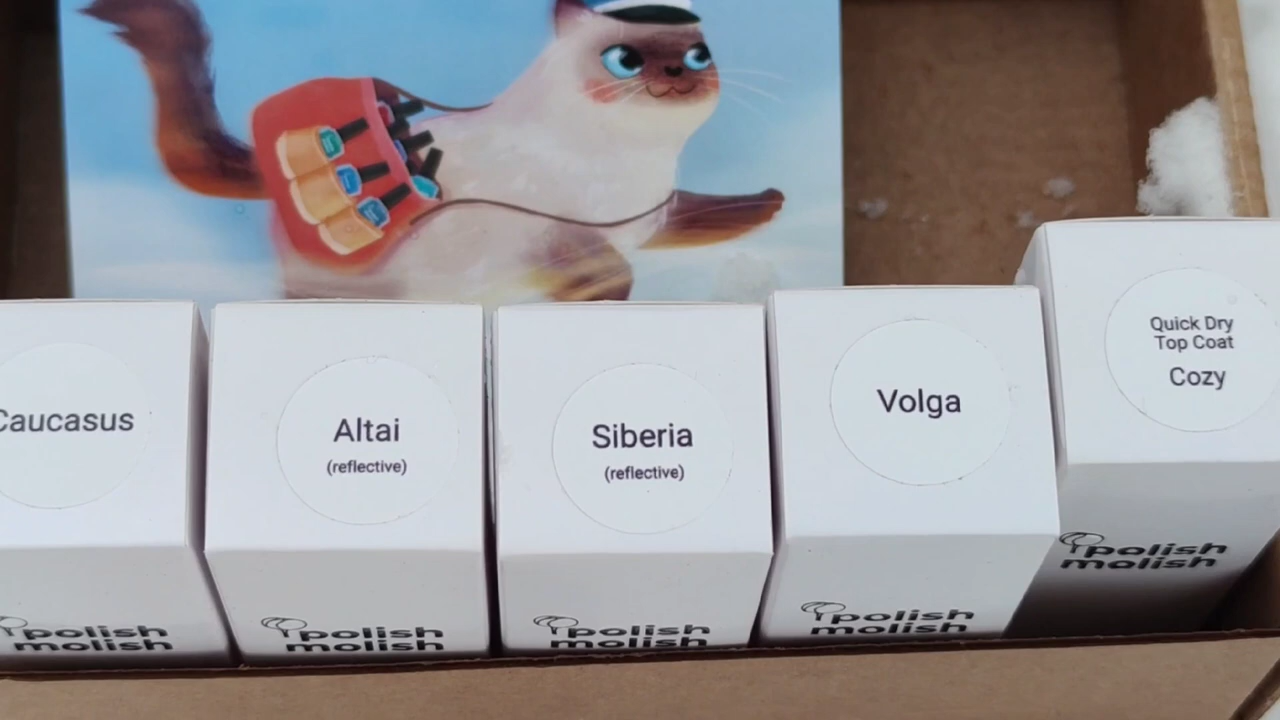 Caucasus
Altai
(reflective)
Siberia
(reflective)
Volga
Quick Dry
Top Coat
Cozy
polish
molish
polish
molish
polish
molish
polish
molish
polish
molish